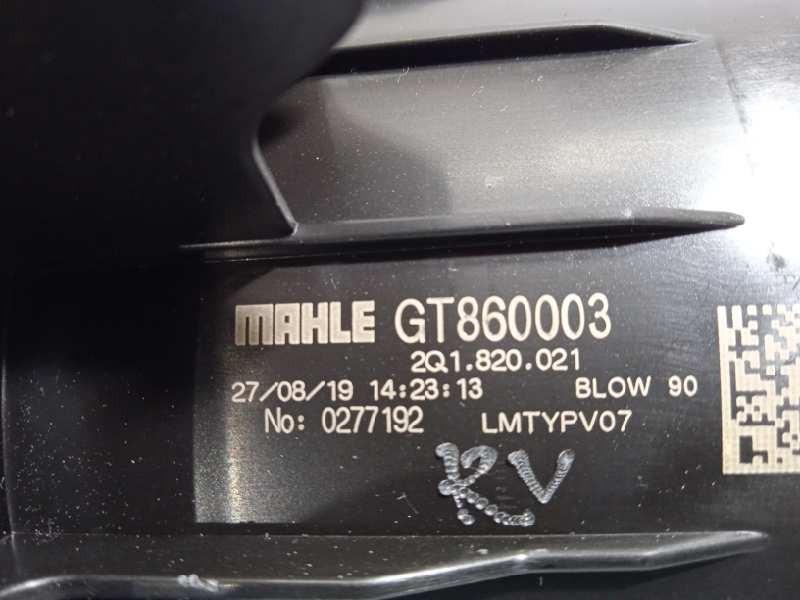 MAHLE GT860003
2Q1.820.021
27/08/19 14:23:13 BLOW 90
No: 0277192 LMTYPV07
RV